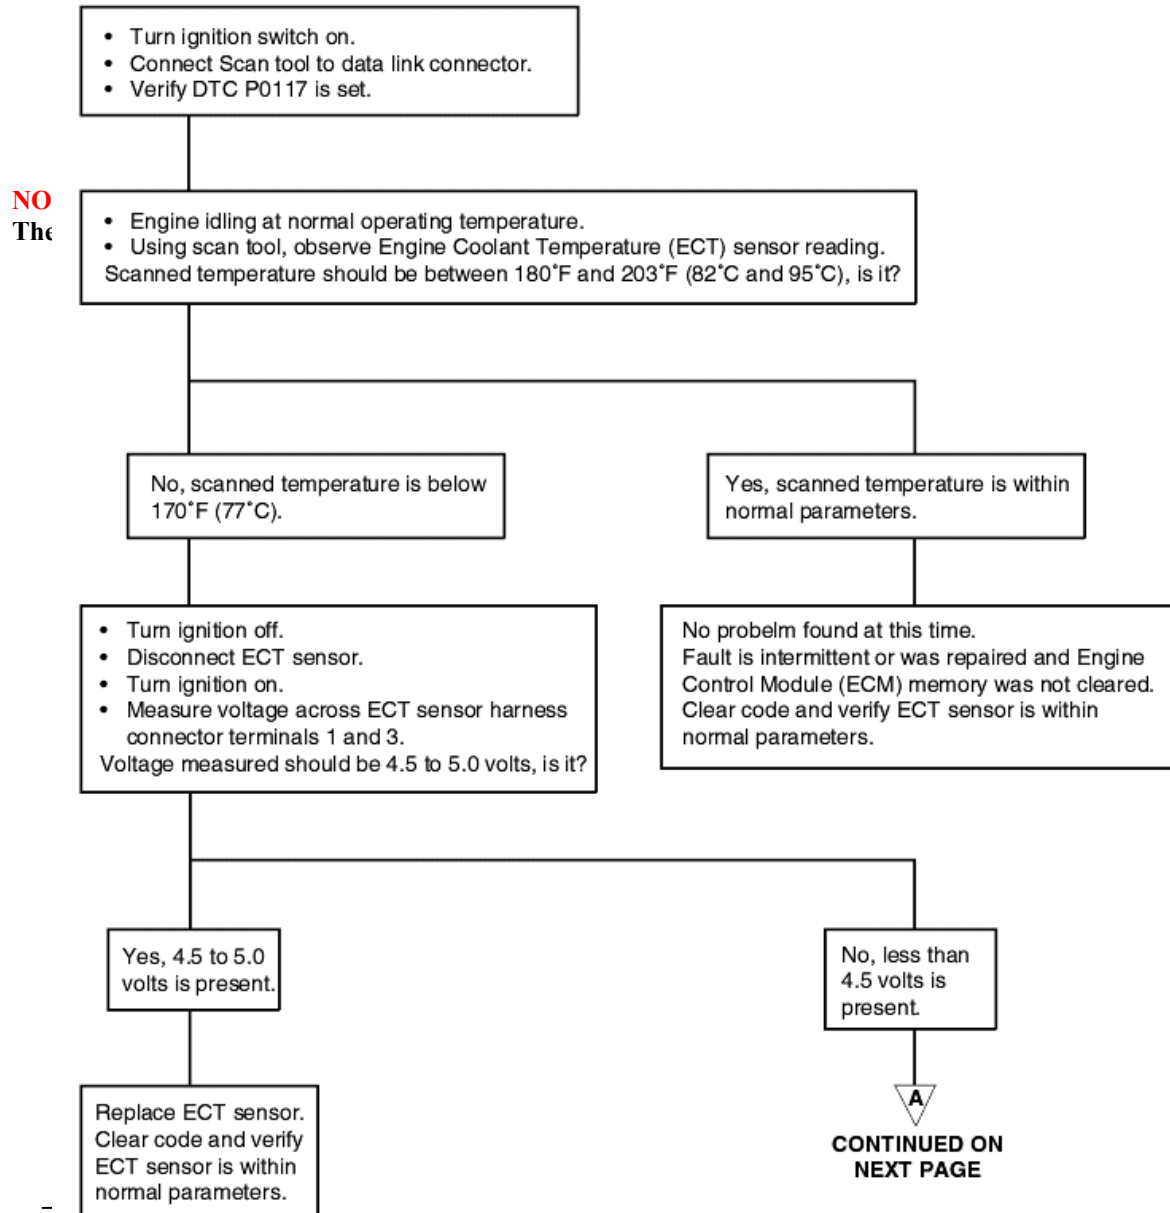 • Turn ignition switch on.
• Connect Scan tool to data link connector.
• Verify DTC P0117 is set.
NO
The
• Engine idling at normal operating temperature.
• Using scan tool, observe Engine Coolant Temperature (ECT) sensor reading.
Scanned temperature should be between 180˚F and 203˚F (82˚C and 95˚C), is it?
No, scanned temperature is below
170˚F (77˚C).
Yes, scanned temperature is within
normal parameters.
• Turn ignition off.
• Disconnect ECT sensor.
• Turn ignition on.
• Measure voltage across ECT sensor harness
connector terminals 1 and 3.
Voltage measured should be 4.5 to 5.0 volts, is it?
No probelm found at this time.
Fault is intermittent or was repaired and Engine
Control Module (ECM) memory was not cleared.
Clear code and verify ECT sensor is within
normal parameters.
Yes, 4.5 to 5.0
volts is present.
No, less than
4.5 volts is
present.
Replace ECT sensor.
Clear code and verify
ECT sensor is within
normal parameters.
A
CONTINUED ON
NEXT PAGE